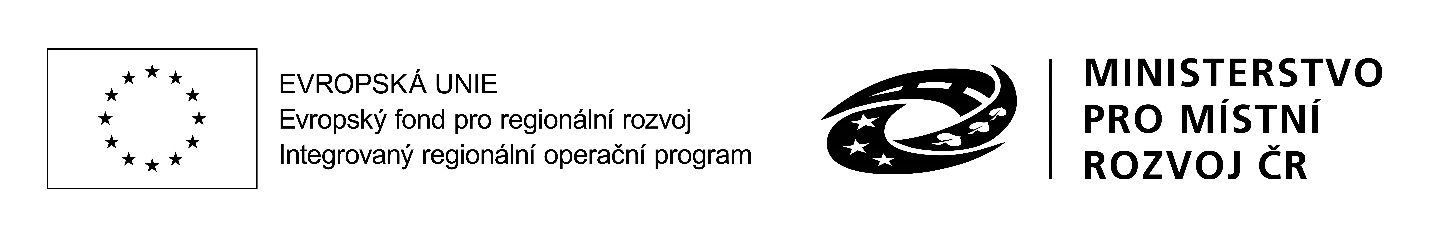 EVROPSKÁ UNIE
Evropský fond pro regionální rozvoj
Integrovaný regionální operační program
MINISTERSTVO
PRO MÍSTNÍ
ROZVOJ ČR